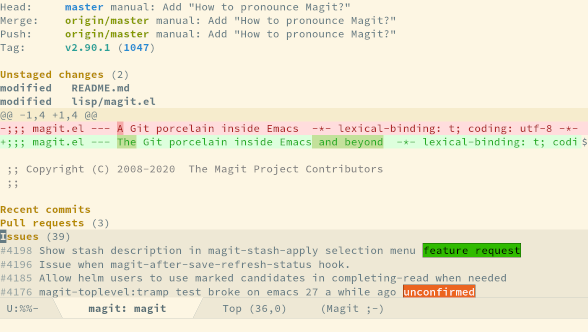 Head: master manual: Add "How to pronounce Magit?"
Merge: origin/master manual: Add "How to pronounce Magit?"
Push: origin/master manual: Add "How to pronounce Magit?"
Tag: v2.90.1 (1047)
Unstaged changes (2)
modified README.md
modified lisp/magit.el
@@ -1,4 +1,4 @@
-;;; magit.el --- A Git porcelain inside Emacs -*- lexical-binding: t; coding: utf-8 -*-
+;;; magit.el --- The Git porcelain inside Emacs and beyond -*- lexical-binding: t; codi$
;; Copyright (C) 2008-2020 The Magit Project Contributors
;;
Recent commits
Pull requests (3)
Issues (39)
#4198 Show stash description in magit-stash-apply selection menu feature request
#4196 Issue when magit-after-save-refresh-status hook.
#4185 Allow helm users to use marked candidates in completing-read when needed
#4176 magit-toplevel:tramp test broke on emacs 27 a while ago unconfirmed
U:%%- magit: magit Top (36,0) (Magit ;-)